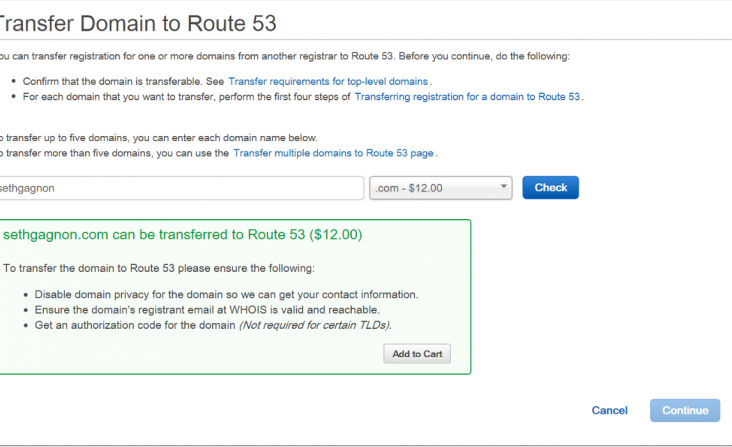 Transfer Domain to Route 53
ou can transfer registration for one or more domains from another registrar to Route 53. Before you continue, do the following:
Confirm that the domain is transferable. See Transfer requirements for top-level domains .
For each domain that you want to transfer, perform the first four steps of Transferring registration for a domain to Route 53 .
o transfer up to five domains, you can enter each domain name below.
o transfer more than five domains, you can use the Transfer multiple domains to Route 53 page .
sethgagnon .com - $12.00 Check
sethgagnon.com can be transferred to Route 53 ($12.00)
To transfer the domain to Route 53 please ensure the following:
Disable domain privacy for the domain so we can get your contact information.
Ensure the domain's registrant email at WHOIS is valid and reachable.
Get an authorization code for the domain (Not required for certain TLDs).
Add to Cart
Cancel Continue